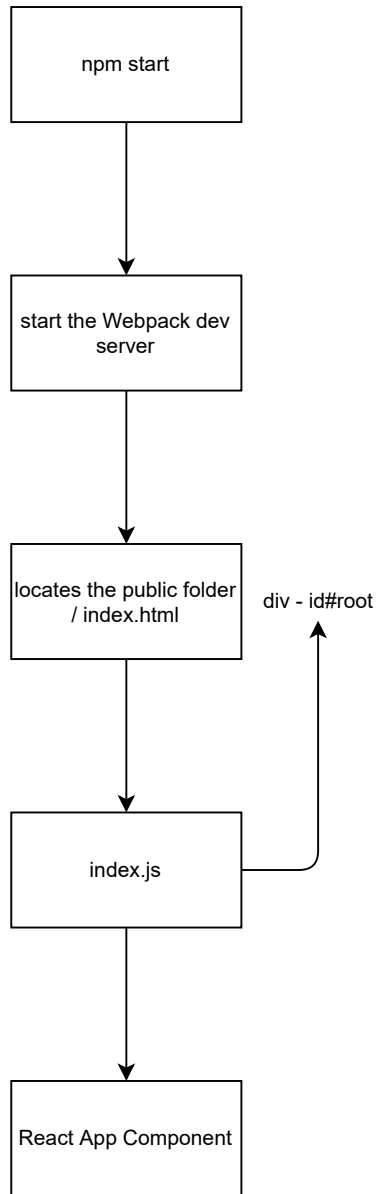 npm start
start the Webpack dev
server
locates the public folder
/ index.html
div - id#root
index.js
React App Component